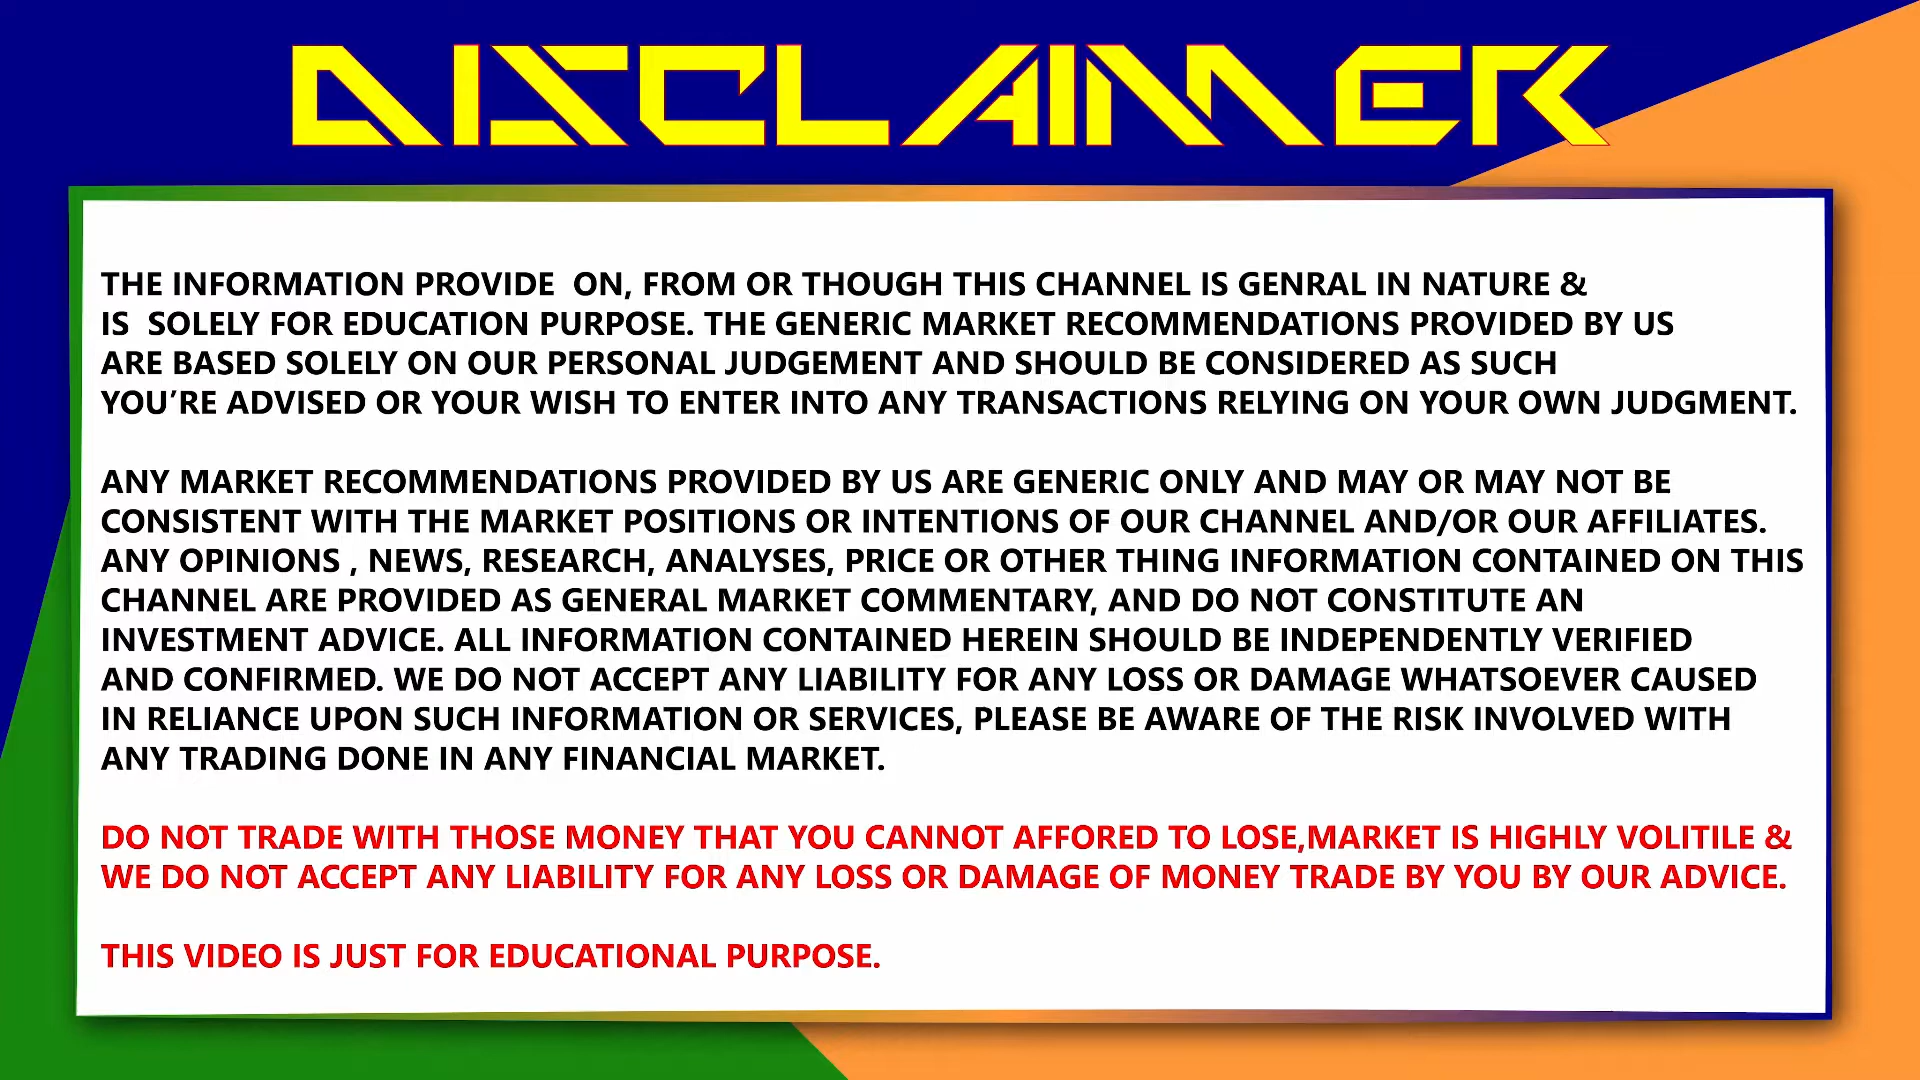 DISCLAIMER
THE INFORMATION PROVIDE  ON, FROM OR THOUGH THIS CHANNEL IS GENRAL IN NATURE &
IS  SOLELY FOR EDUCATION PURPOSE. THE GENERIC MARKET RECOMMENDATIONS PROVIDED BY US
ARE BASED SOLELY ON OUR PERSONAL JUDGEMENT AND SHOULD BE CONSIDERED AS SUCH
YOU’RE ADVISED OR YOUR WISH TO ENTER INTO ANY TRANSACTIONS RELYING ON YOUR OWN JUDGMENT.
ANY MARKET RECOMMENDATIONS PROVIDED BY US ARE GENERIC ONLY AND MAY OR MAY NOT BE
CONSISTENT WITH THE MARKET POSITIONS OR INTENTIONS OF OUR CHANNEL AND/OR OUR AFFILIATES.
ANY OPINIONS , NEWS, RESEARCH, ANALYSES, PRICE OR OTHER THING INFORMATION CONTAINED ON THIS
CHANNEL ARE PROVIDED AS GENERAL MARKET COMMENTARY, AND DO NOT CONSTITUTE AN
INVESTMENT ADVICE. ALL INFORMATION CONTAINED HEREIN SHOULD BE INDEPENDENTLY VERIFIED
AND CONFIRMED. WE DO NOT ACCEPT ANY LIABILITY FOR ANY LOSS OR DAMAGE WHATSOEVER CAUSED
IN RELIANCE UPON SUCH INFORMATION OR SERVICES, PLEASE BE AWARE OF THE RISK INVOLVED WITH
ANY TRADING DONE IN ANY FINANCIAL MARKET.
DO NOT TRADE WITH THOSE MONEY THAT YOU CANNOT AFFORED TO LOSE,MARKET IS HIGHLY VOLITILE &
WE DO NOT ACCEPT ANY LIABILITY FOR ANY LOSS OR DAMAGE OF MONEY TRADE BY YOU BY OUR ADVICE.
THIS VIDEO IS JUST FOR EDUCATIONAL PURPOSE.